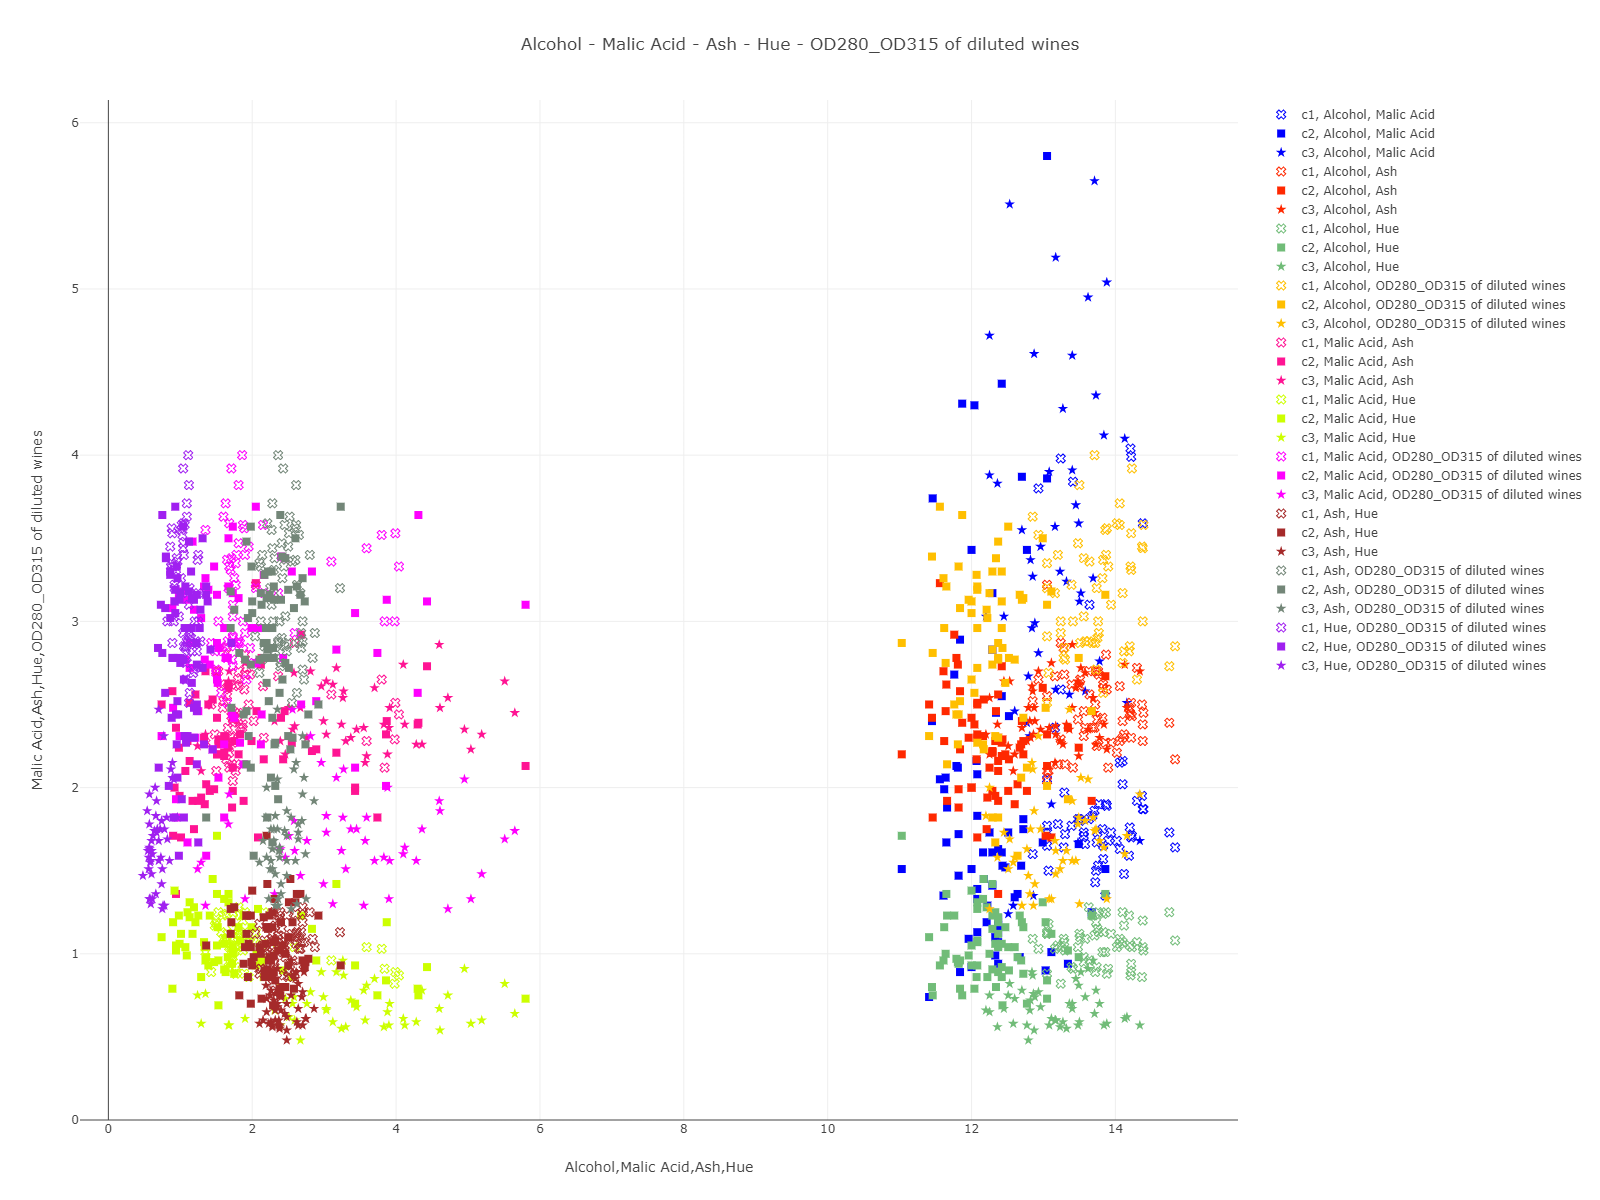 Alcohol - Malic Acid - Ash - Hue - OD280_OD315 of diluted wines
6
5
4
3
2
1
0
0
2
4
6
8
10
12
14
Malic Acid,Ash,Hue,OD280_OD315 of diluted wines
Alcohol,Malic Acid,Ash,Hue
c1, Alcohol, Malic Acid
c2, Alcohol, Malic Acid
c3, Alcohol, Malic Acid
c1, Alcohol, Ash
c2, Alcohol, Ash
c3, Alcohol, Ash
c1, Alcohol, Hue
c2, Alcohol, Hue
c3, Alcohol, Hue
c1, Alcohol, OD280_OD315 of diluted wines
c2, Alcohol, OD280_OD315 of diluted wines
c3, Alcohol, OD280_OD315 of diluted wines
c1, Malic Acid, Ash
c2, Malic Acid, Ash
c3, Malic Acid, Ash
c1, Malic Acid, Hue
c2, Malic Acid, Hue
c3, Malic Acid, Hue
c1, Malic Acid, OD280_OD315 of diluted wines
c2, Malic Acid, OD280_OD315 of diluted wines
c3, Malic Acid, OD280_OD315 of diluted wines
c1, Ash, Hue
c2, Ash, Hue
c3, Ash, Hue
c1, Ash, OD280_OD315 of diluted wines
c2, Ash, OD280_OD315 of diluted wines
c3, Ash, OD280_OD315 of diluted wines
c1, Hue, OD280_OD315 of diluted wines
c2, Hue, OD280_OD315 of diluted wines
c3, Hue, OD280_OD315 of diluted wines